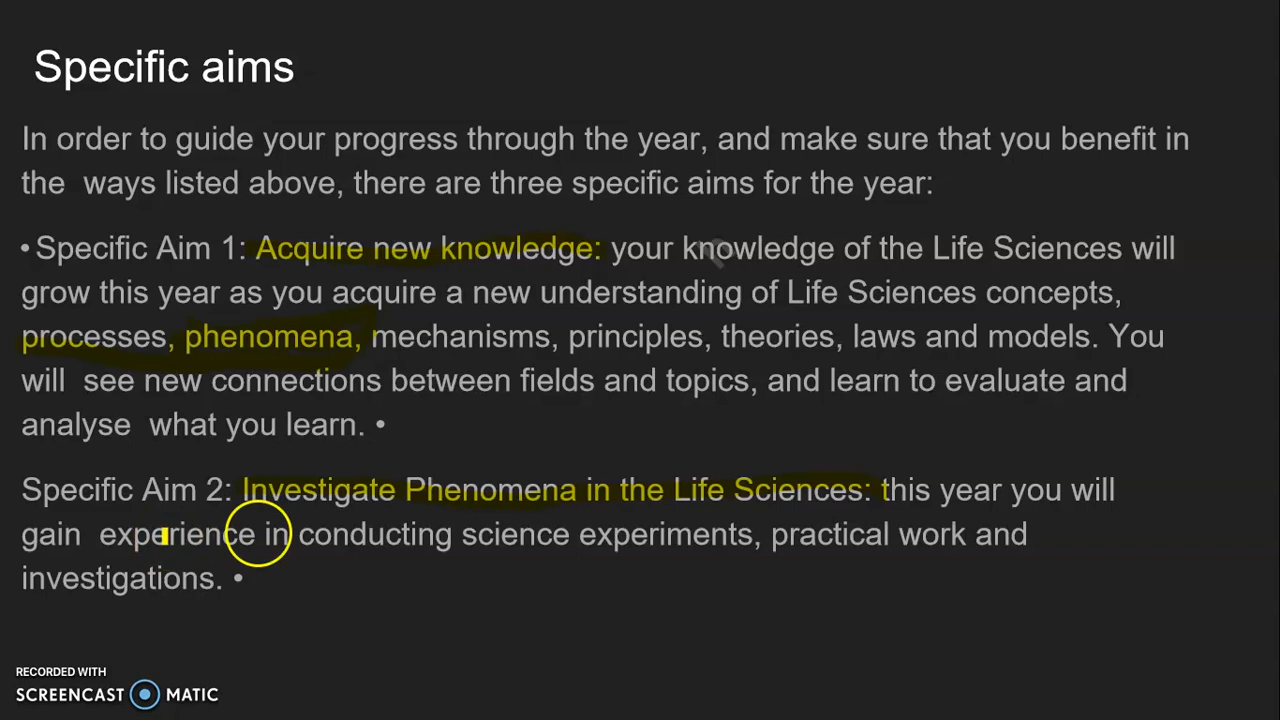 Specific aims
In order to guide your progress through the year, and make sure that you benefit in
the ways listed above, there are three specific aims for the year:
• Specific Aim 1: Acquire new knowledge: your knowledge of the Life Sciences will
grow this year as you acquire a new understanding of Life Sciences concepts,
processes, phenomena, mechanisms, principles, theories, laws and models. You
will see new connections between fields and topics, and learn to evaluate and
analyse what you learn. •
Specific Aim 2: Investigate Phenomena in the Life Sciences: this year you will
gain experience in conducting science experiments, practical work and
investigations. •
RECORDED WITH
SCREENCAST MATIC